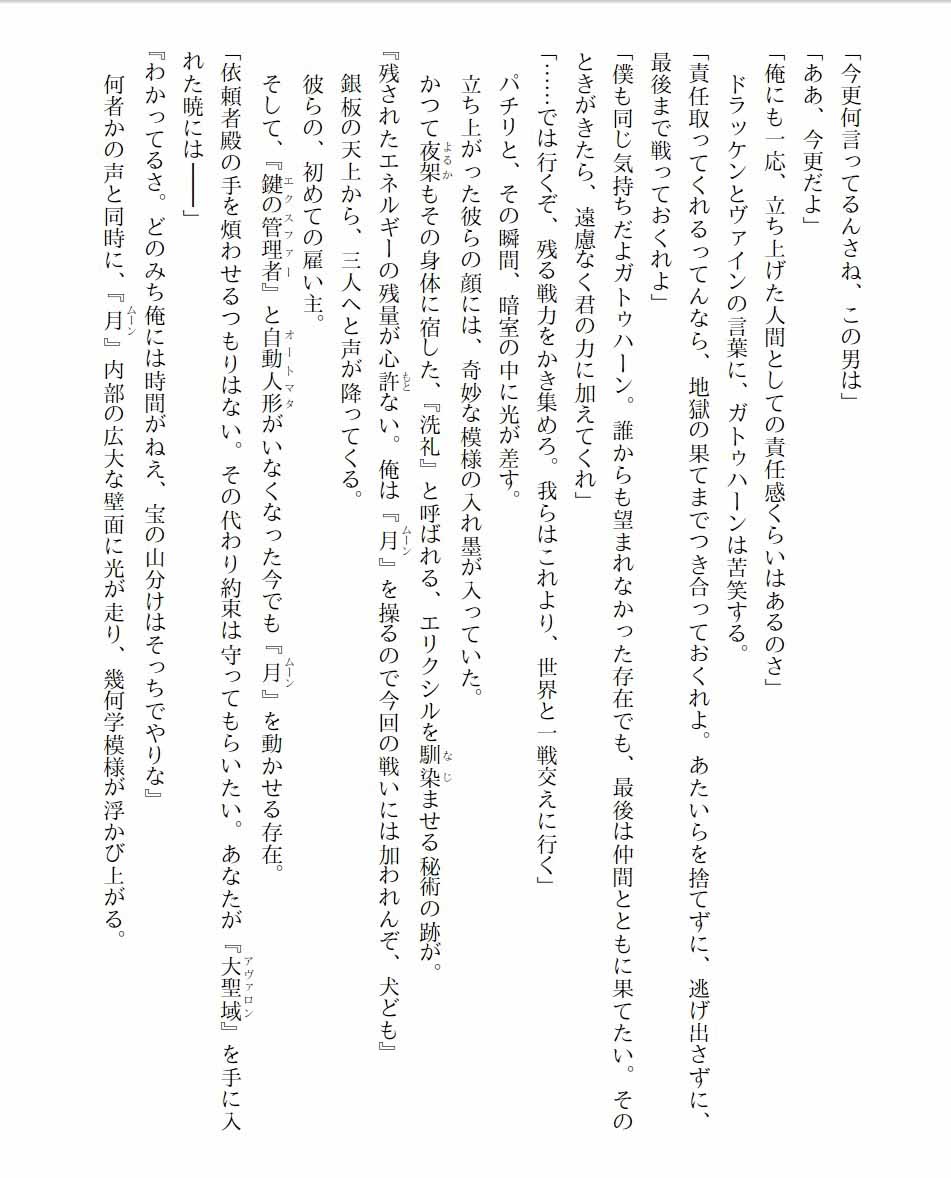 「今更何言ってるんさね、この男は」
「ああ、今更だよ」
「俺にも一応、立ち上げた人間としての責任感くらいはあるのさ」
ドラッケンとヴァインの言葉に、ガトゥハーンは苦笑する。
「責任取ってくれるってんなら、地獄の果てまでつき合っておくれよ。あたいらを捨てずに、逃げ出さずに、
最後まで戦っておくれよ」
「僕も同じ気持ちだよガトゥハーン。誰からも望まれなかった存在でも、最後は仲間とともに果てたい。その
ときがきたら、遠慮なく君の力に加えてくれ」
「……では行くぞ、残る戦力をかき集めろ。我らはこれより、世界と一戦交えに行く」
パチリと、その瞬間、暗室の中に光が差す。
立ち上がった彼らの顔には、奇妙な模様の入れ墨が入っていた。
かつて夜架よるかもその身体に宿した、『洗礼』と呼ばれる、エリクシルを馴染なじませる秘術の跡が。
『残されたエネルギーの残量が心許もとない。俺は『月ムーン』を操るので今回の戦いには加われんぞ、犬ども』
銀板の天上から、三人へと声が降ってくる。
彼らの、初めての雇い主。
そして、『鍵の管理者エクスファー』と自動人形オートマタがいなくなった今でも『月ムーン』を動かせる存在。
「依頼者殿の手を煩わせるつもりはない。その代わり約束は守ってもらいたい。あなたが『大聖域アヴァロン』を手に入
れた暁には――」
『わかってるさ。どのみち俺には時間がねえ、宝の山分けはそっちでやりな』
何者かの声と同時に、『月ムーン』内部の広大な壁面に光が走り、幾何学模様が浮かび上がる。